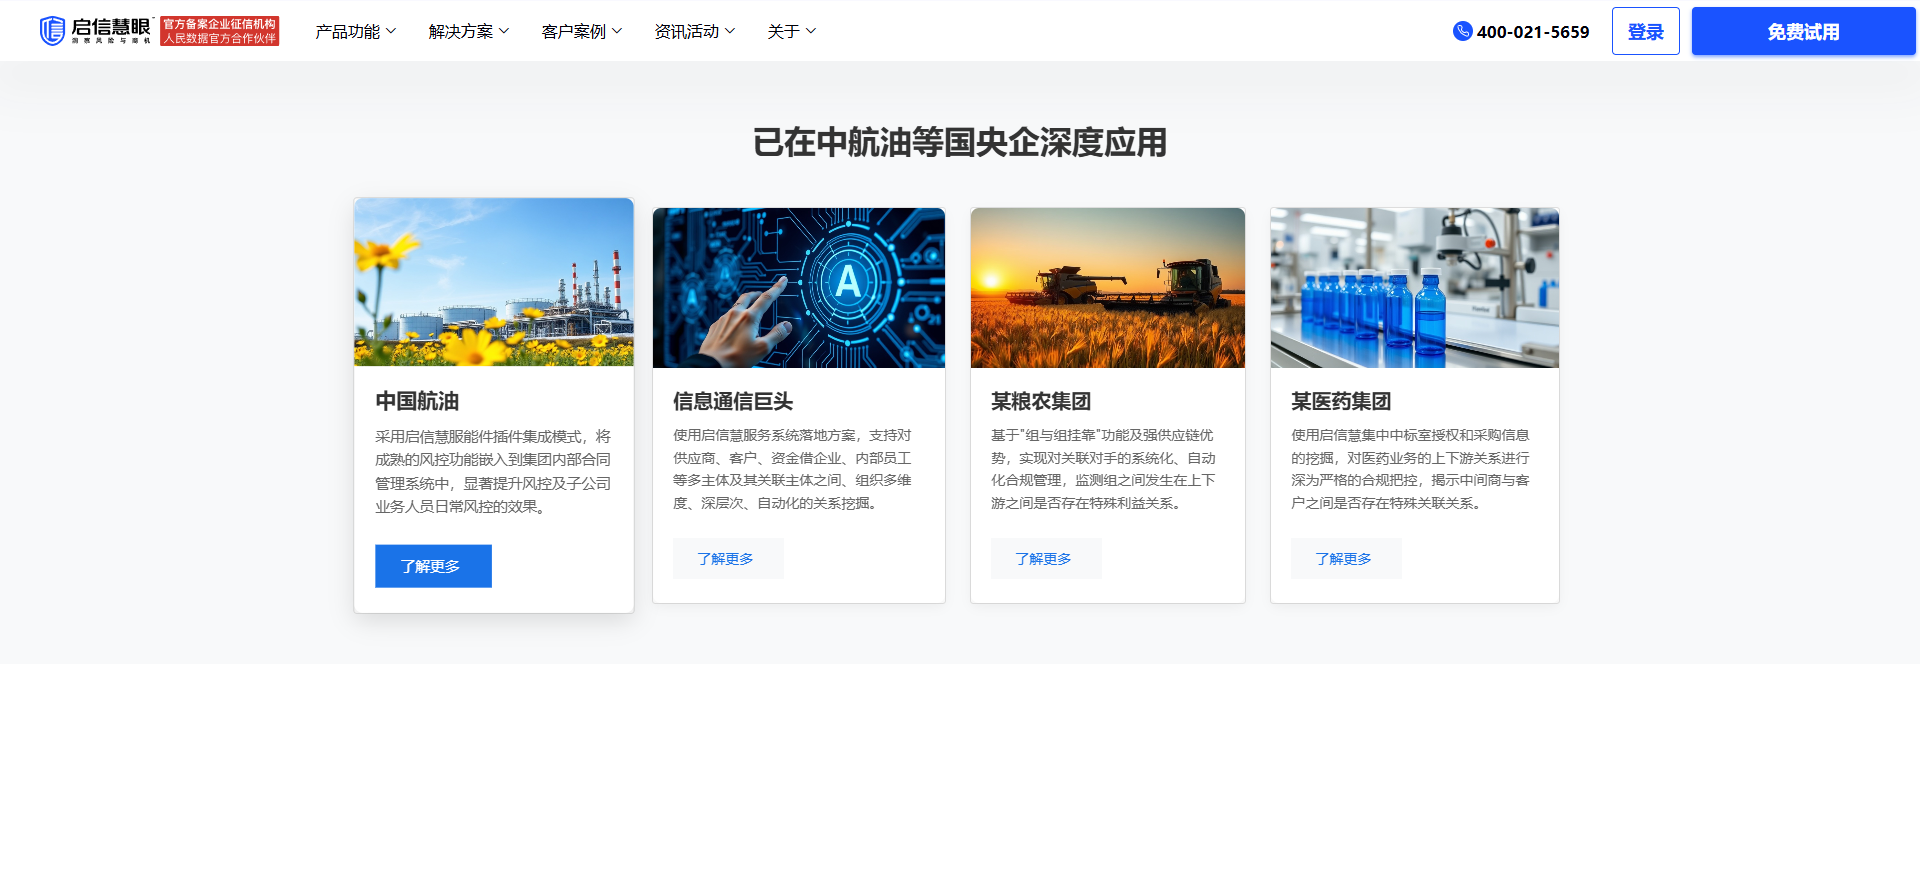 启信慧眼
洞察风险与商机
官方备案企业征信机构
人民数据官方合作伙伴
产品功能
解决方案
客户案例
资讯活动
关于
400-021-5659
登录
免费试用
已在中航油等国央企深度应用
A
中国航油
采用启信慧服能件插件集成模式，将
成熟的风控功能嵌入到集团内部合同
管理系统中，显著提升风控及子公司
业务人员日常风控的效果。
了解更多
信息通信巨头
使用启信慧服务系统落地方案，支持对
供应商、客户、资金借企业、内部员工
等多主体及其关联主体之间、组织多维
度、深层次、自动化的关系挖掘。
了解更多
某粮农集团
基于"组与组挂靠"功能及强供应链优
势，实现对关联对手的系统化、自动
化合规管理，监测组之间发生在上下
游之间是否存在特殊利益关系。
了解更多
某医药集团
使用启信慧集中中标室授权和采购信息
的挖掘，对医药业务的上下游关系进行
深为严格的合规把控，揭示中间商与客
户之间是否存在特殊关联关系。
了解更多